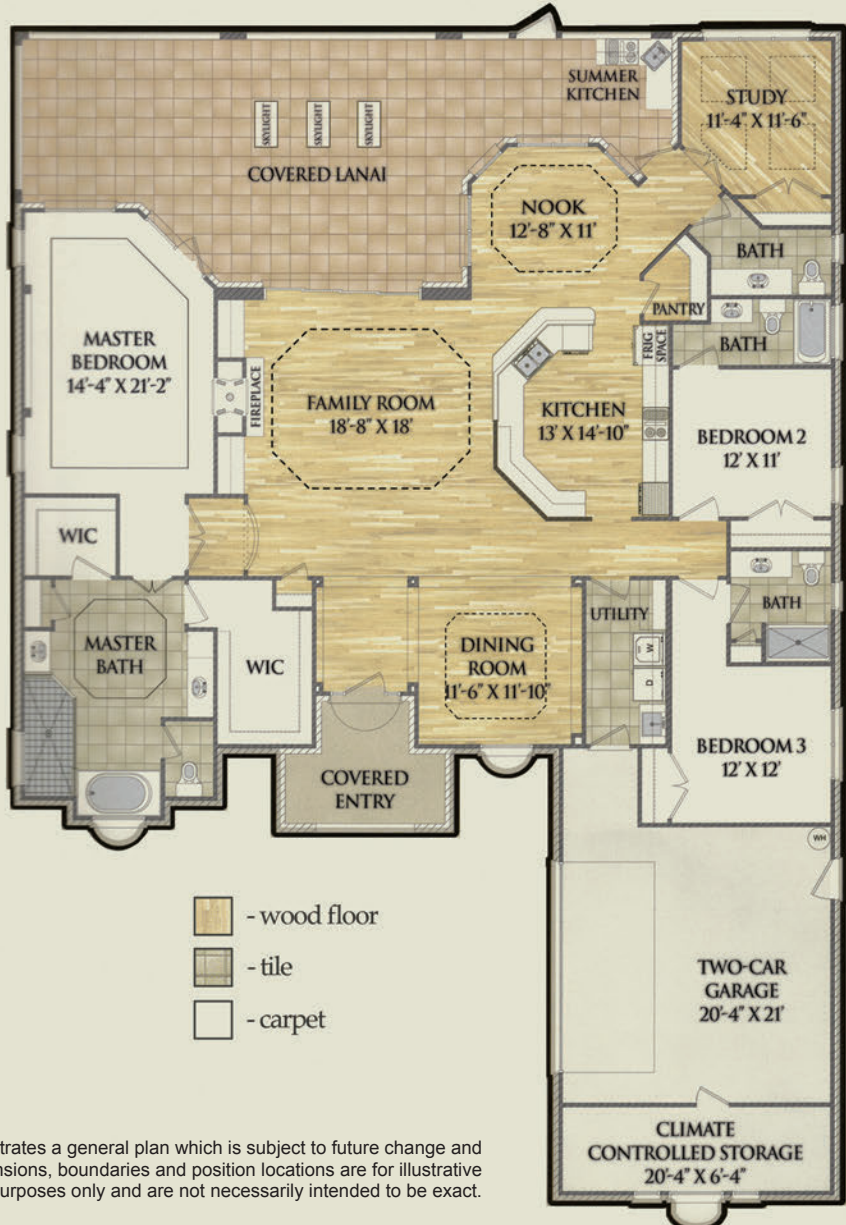 SUMMER
KITCHEN
STUDY
11'-4" X 11'-6"
SKYLIGHT
SKYLIGHT
SKYLIGHT
COVERED LANAI
NOOK
12'-8" X 11'
BATH
PANTRY
MASTER
BEDROOM
14'-4" X 21'-2"
FIREPLACE
FAMILY ROOM
18'-8" X 18'
FRIG
SPACE
BATH
KITCHEN
13' X 14'-10"
BEDROOM 2
12' X 11'
WIC
MASTER
BATH
WIC
DINING
ROOM
11'-6" X 11'-10"
UTILITY
W
D
BATH
BEDROOM 3
12' X 12'
COVERED
ENTRY
WH
- wood floor
- tile
- carpet
TWO-CAR
GARAGE
20'-4" X 21'
CLIMATE
CONTROLLED STORAGE
20'-4" X 6'-4"
trates a general plan which is subject to future change and
nsions, boundaries and position locations are for illustrative
urposes only and are not necessarily intended to be exact.